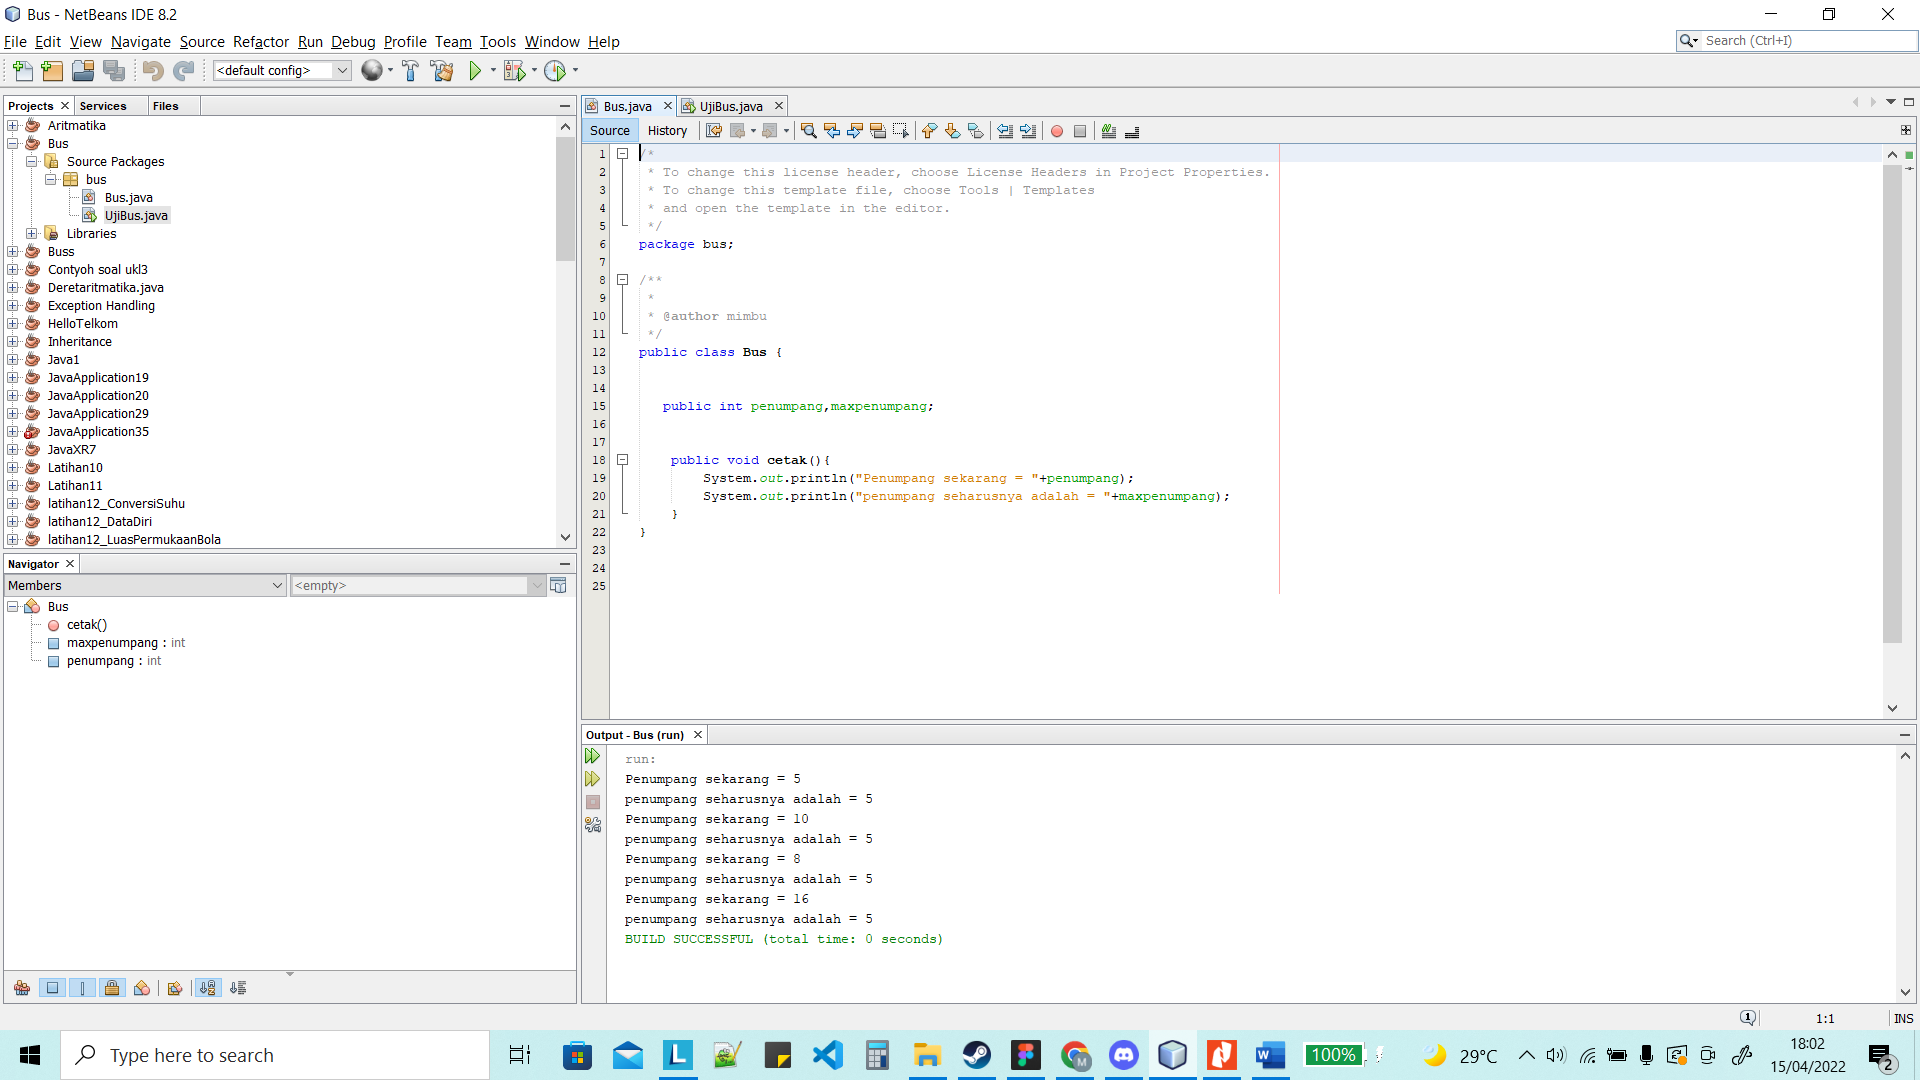 Bus - NetBeans IDE 8.2
File Edit View Navigate Source Refactor Run Debug Profile Team Tools Window Help
Search (Ctrl+I)
<default config>
Projects Services Files
Aritmatika
Bus
Source Packages
bus
Bus.java
UjiBus.java
Libraries
Buss
Contyoh soal ukl3
Deretaritmatika.java
Exception Handling
HelloTelkom
Inheritance
Java1
JavaApplication19
JavaApplication20
JavaApplication29
JavaApplication35
JavaXR7
Latihan10
Latihan11
latihan12_ConversiSuhu
latihan12_DataDiri
latihan12_LuasPermukaanBola
Navigator
Members <empty>
Bus
cetak()
maxpenumpang : int
penumpang : int
Bus.java UjiBus.java
Source History
1 /*
2 * To change this license header, choose License Headers in Project Properties.
3 * To change this template file, choose Tools | Templates
4 * and open the template in the editor.
5 */
6 package bus;
7
8 /**
9 *
10 * @author mimbu
11 */
12 public class Bus {
13
14
15 public int penumpang,maxpenumpang;
16
17
18 public void cetak(){
19 System.out.println("Penumpang sekarang = "+penumpang);
20 System.out.println("penumpang seharusnya adalah = "+maxpenumpang);
21 }
22 }
23
24
25
Output - Bus (run)
run:
Penumpang sekarang = 5
penumpang seharusnya adalah = 5
Penumpang sekarang = 10
penumpang seharusnya adalah = 5
Penumpang sekarang = 8
penumpang seharusnya adalah = 5
Penumpang sekarang = 16
penumpang seharusnya adalah = 5
BUILD SUCCESSFUL (total time: 0 seconds)
1:1 INS
Type here to search
100%
29°C
18:02
15/04/2022
2